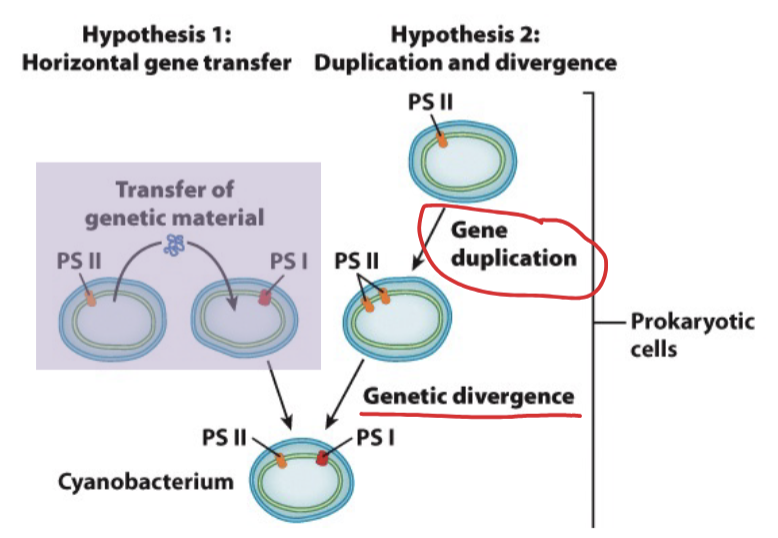 Hypothesis 1:
Horizontal gene transfer
Hypothesis 2:
Duplication and divergence
PS II
Transfer of
genetic material
PS II
PS I
Gene
duplication
PS II
Prokaryotic
cells
Genetic divergence
PS II
PS I
Cyanobacterium